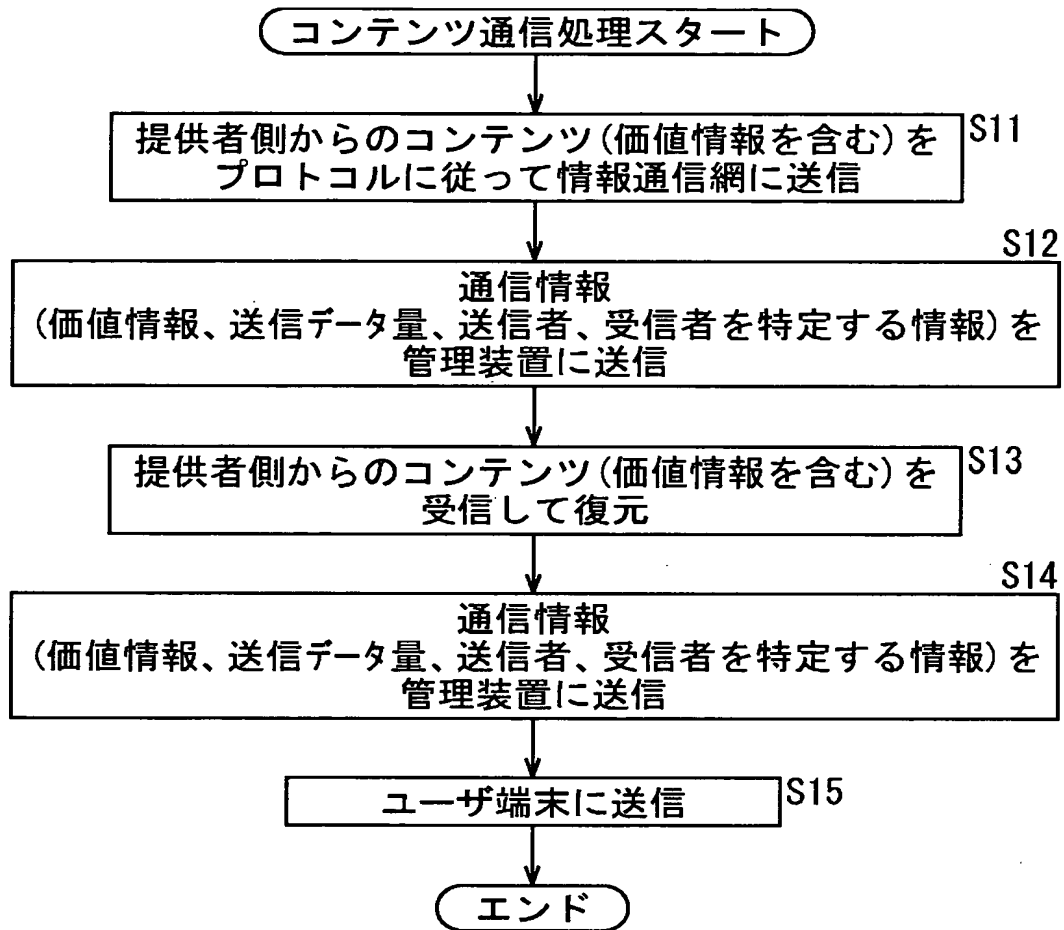 コンテンツ通信処理スタート
提供者側からのコンテンツ(価値情報を含む)を
プロトコルに従って情報通信網に送信
S11
S12
通信情報
(価値情報、送信データ量、送信者、受信者を特定する情報)を
管理装置に送信
提供者側からのコンテンツ(価値情報を含む)を
受信して復元
S13
S14
通信情報
(価値情報、送信データ量、送信者、受信者を特定する情報)を
管理装置に送信
ユーザ端末に送信
S15
エンド